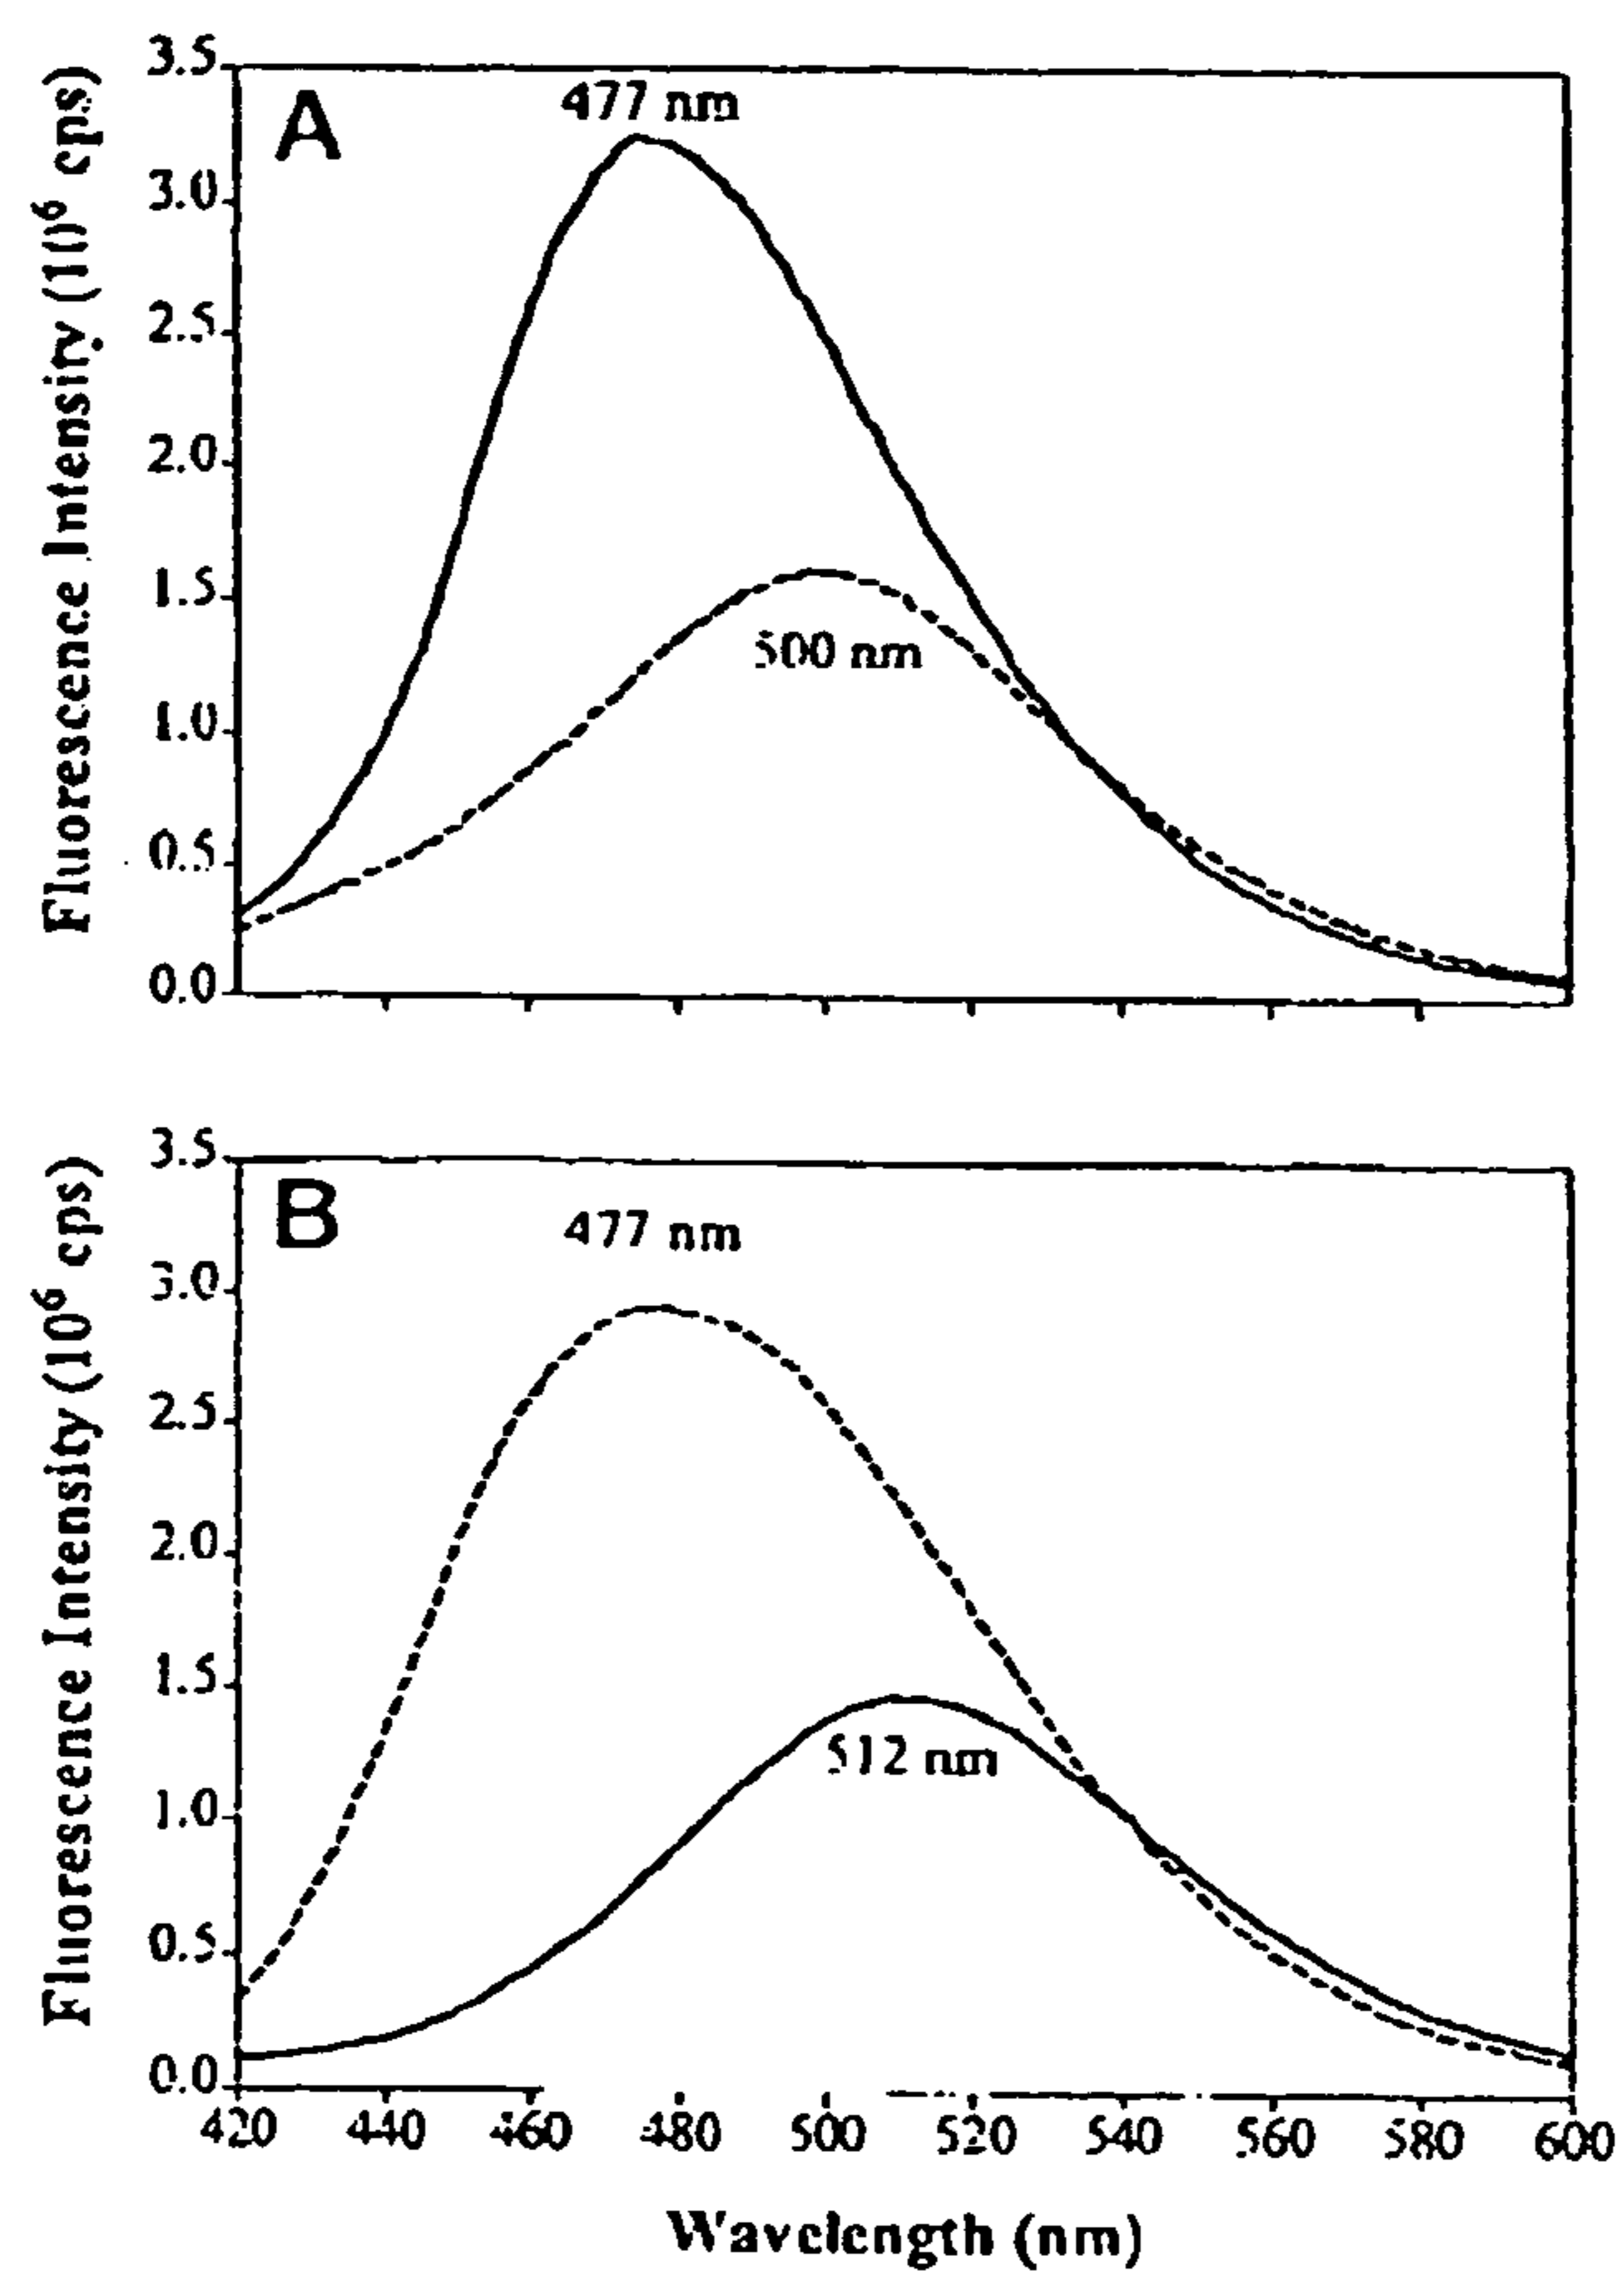 A
477 nm
500 nm
3.5
3.0
2.5
2.0
1.5
1.0
0.5
0.0
Fluorescence Intensity (10⁶ cps)
B
477 nm
512 nm
3.5
3.0
2.5
2.0
1.5
1.0
0.5
0.0
Fluorescence Intensity (10⁶ cps)
420 440 460 480 500 520 540 560 580 600
Wavelength (nm)